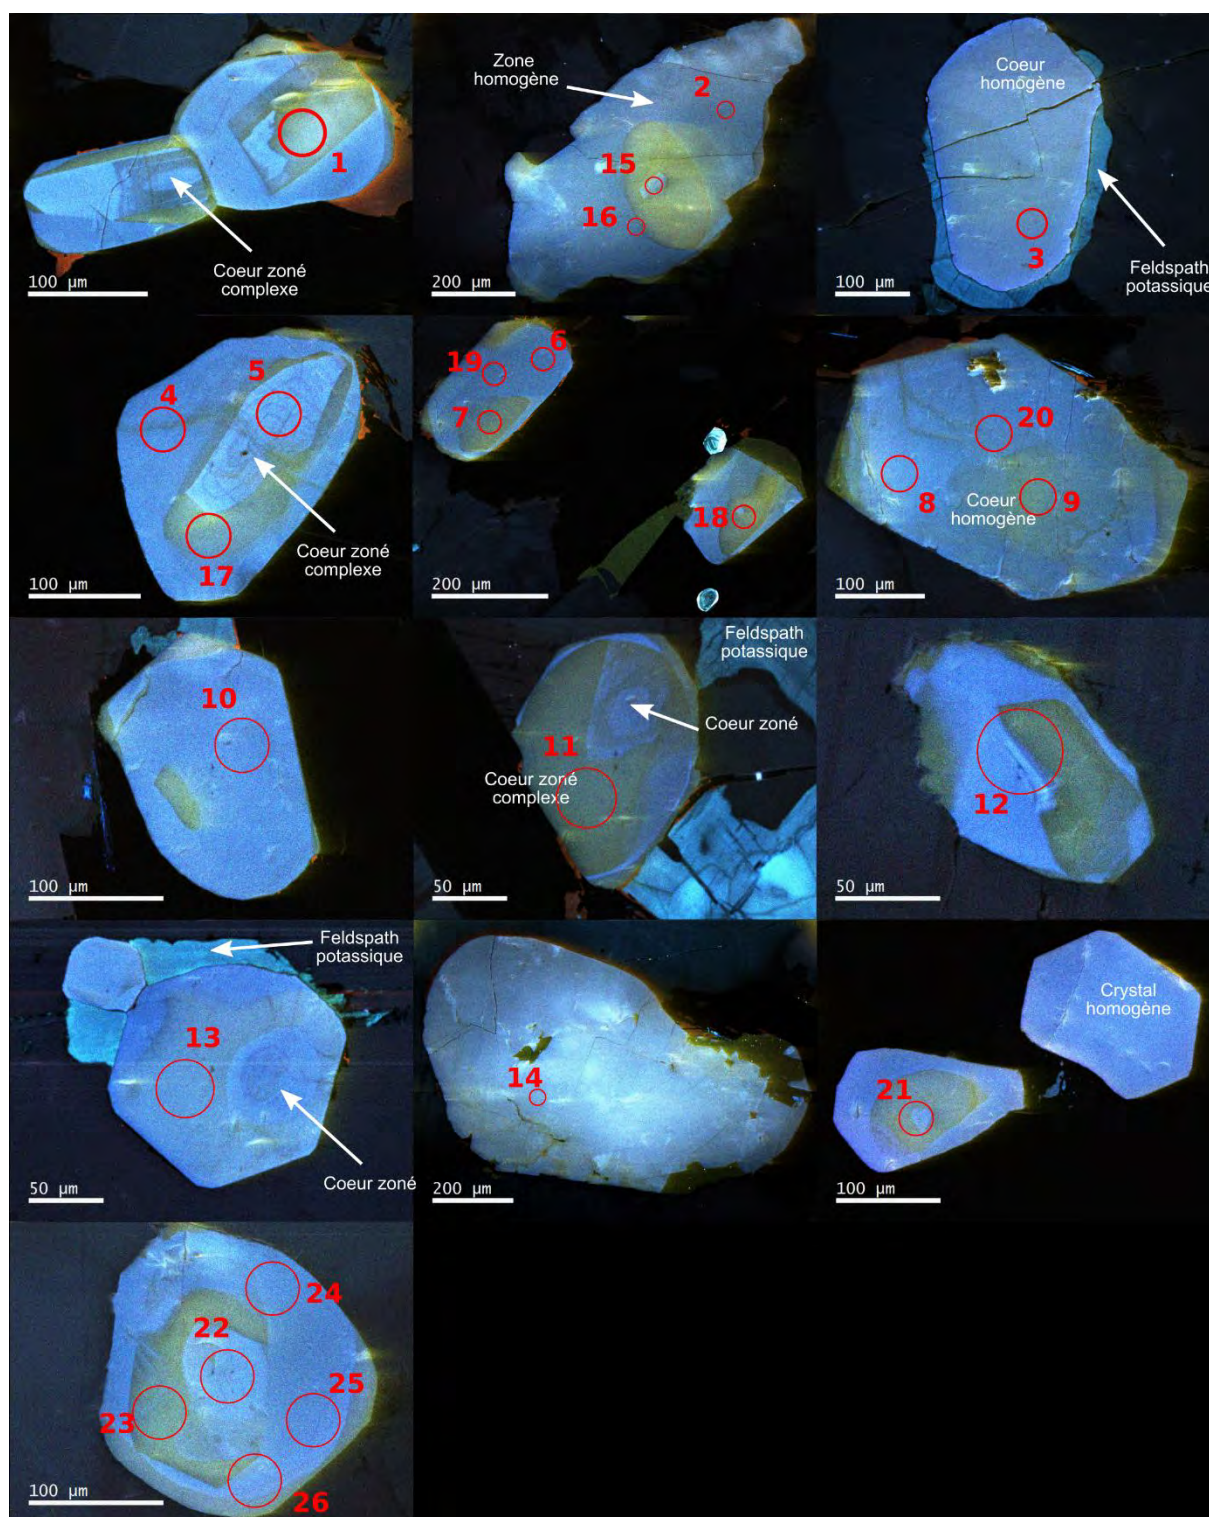 1
Coeur zoné
complexe
100 µm
Zone
homogène
2
15
16
200 µm
Coeur
homogène
3
Feldspath
potassique
100 µm
4
5
17
Coeur zoné
complexe
100 µm
6
19
7
18
200 µm
20
8
9
Coeur
homogène
100 µm
10
100 µm
Feldspath
potassique
Coeur zoné
11
Coeur zoné
complexe
50 µm
12
50 µm
Feldspath
potassique
13
Coeur zoné
50 µm
14
200 µm
Crystal
homogène
21
100 µm
24
22
25
23
26
100 µm